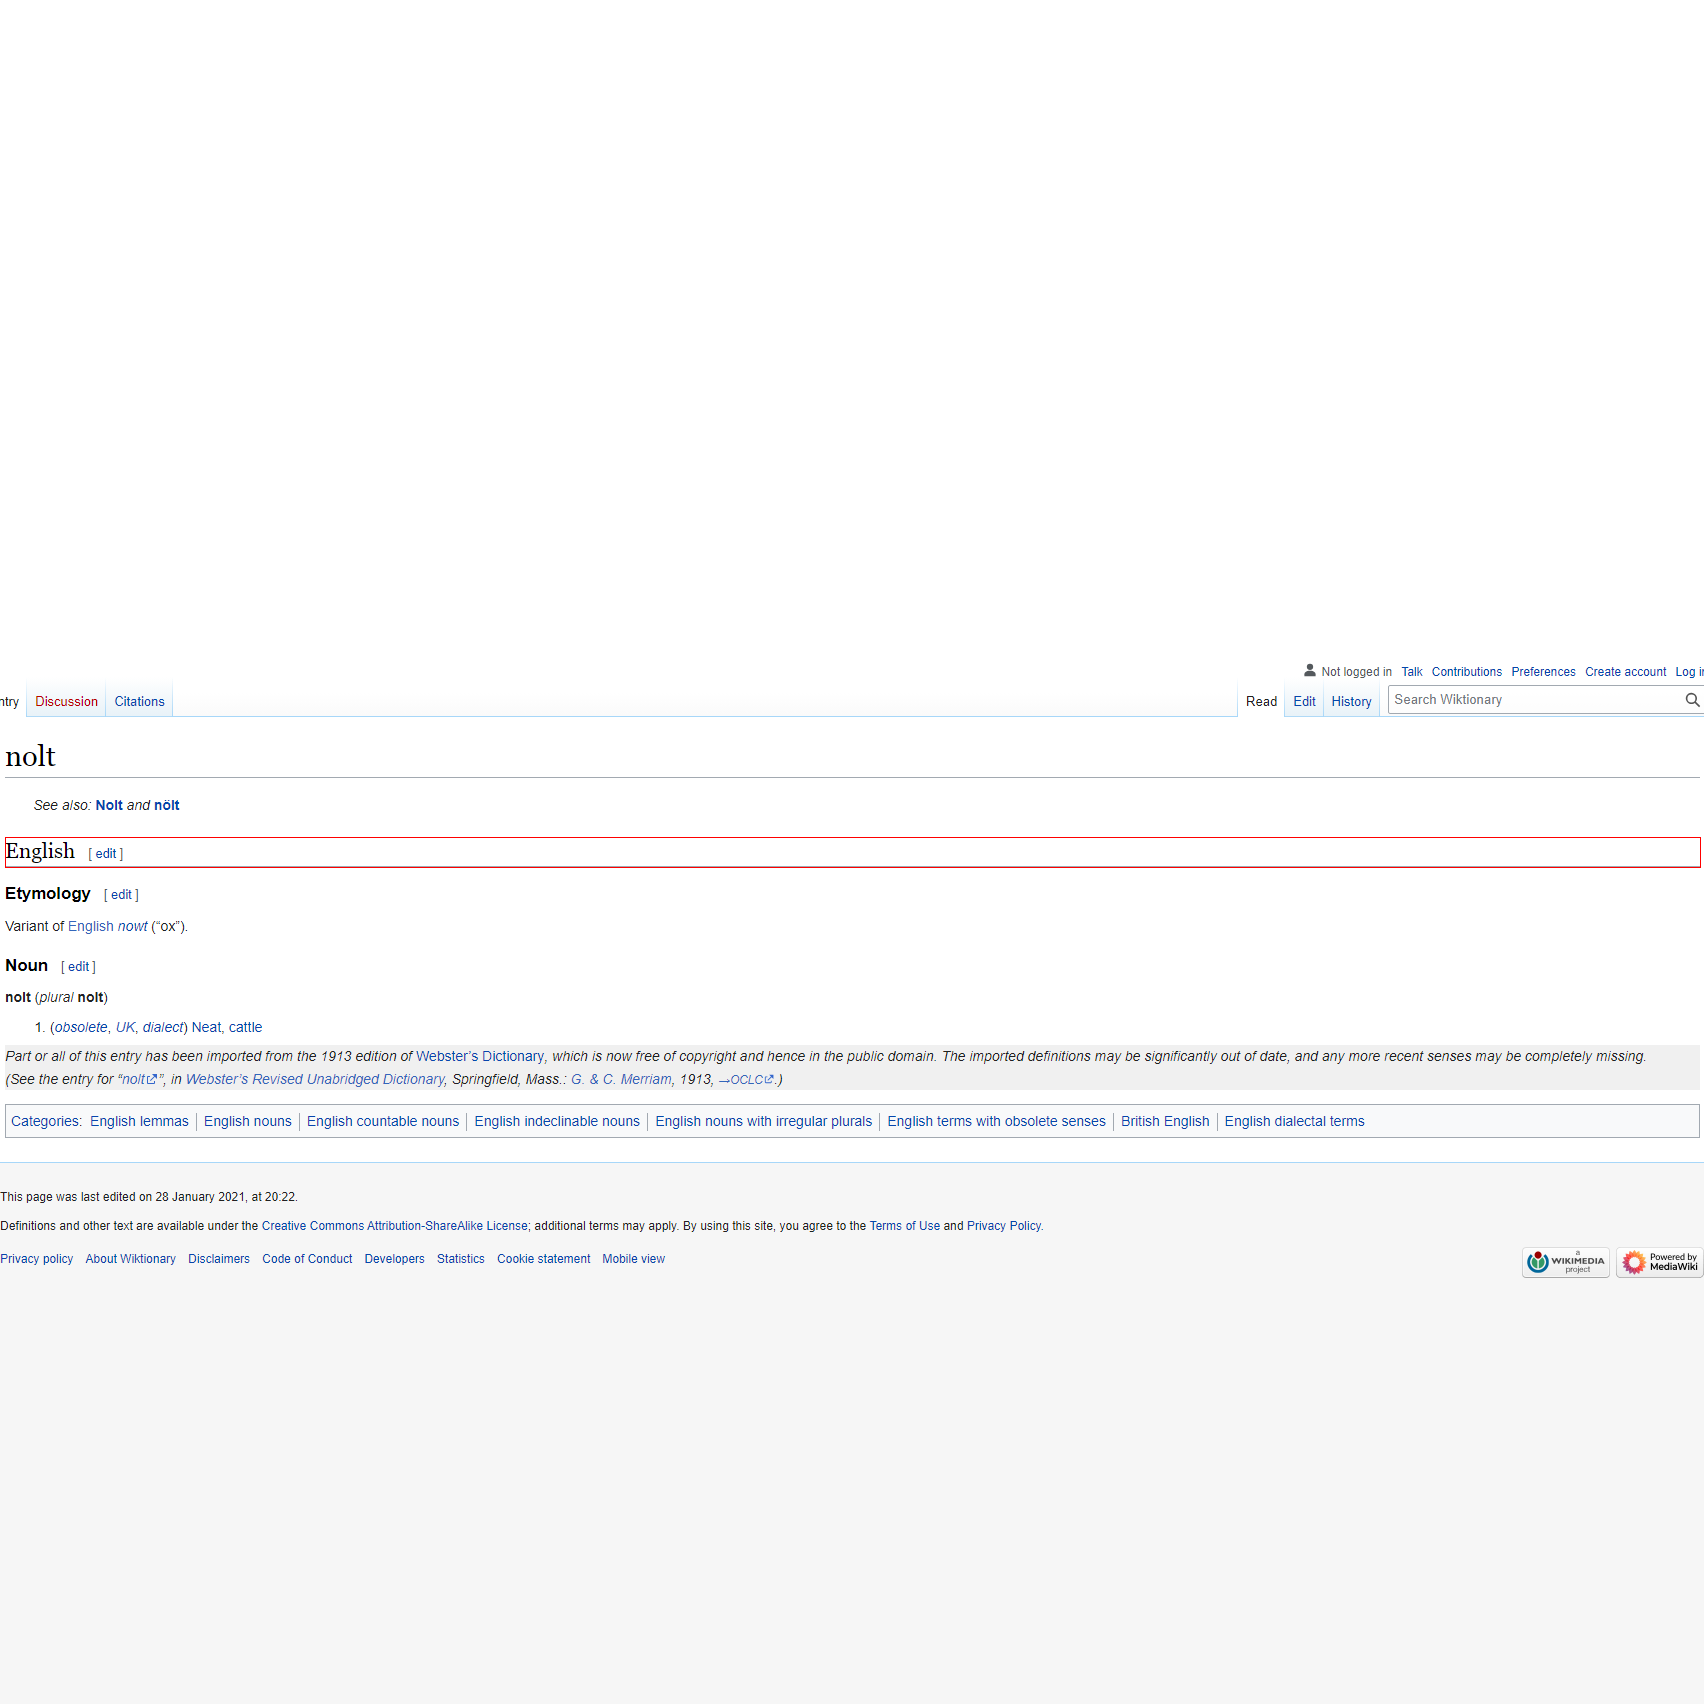 Not logged in Talk Contributions Preferences Create account Log in
ntry Discussion Citations Read Edit History Search Wiktionary
nolt
See also: Nolt and nölt
English [ edit ]
Etymology [ edit ]
Variant of English nowt (“ox”).
Noun [ edit ]
nolt (plural nolt)
1. (obsolete, UK, dialect) Neat, cattle
Part or all of this entry has been imported from the 1913 edition of Webster’s Dictionary, which is now free of copyright and hence in the public domain. The imported definitions may be significantly out of date, and any more recent senses may be completely missing.
(See the entry for “nolt”, in Webster’s Revised Unabridged Dictionary, Springfield, Mass.: G. & C. Merriam, 1913, →OCLC.)
Categories: English lemmas English nouns English countable nouns English indeclinable nouns English nouns with irregular plurals English terms with obsolete senses British English English dialectal terms
This page was last edited on 28 January 2021, at 20:22.
Definitions and other text are available under the Creative Commons Attribution-ShareAlike License; additional terms may apply. By using this site, you agree to the Terms of Use and Privacy Policy.
Privacy policy About Wiktionary Disclaimers Code of Conduct Developers Statistics Cookie statement Mobile view
a
WIKIMEDIA
project
Powered by
MediaWiki